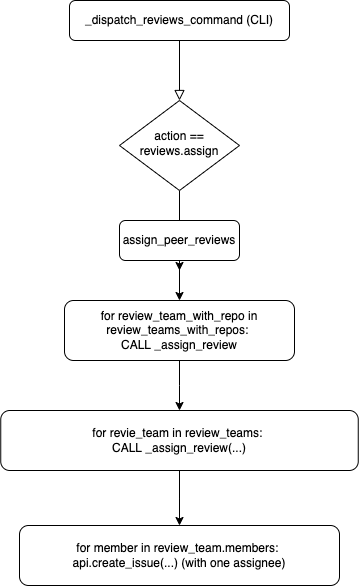 _dispatch_reviews_command (CLI)
action ==
reviews.assign
assign_peer_reviews
for review_team_with_repo in
review_teams_with_repos:
CALL _assign_review
for revie_team in review_teams:
CALL _assign_review(...)
for member in review_team.members:
api.create_issue(...) (with one assignee)